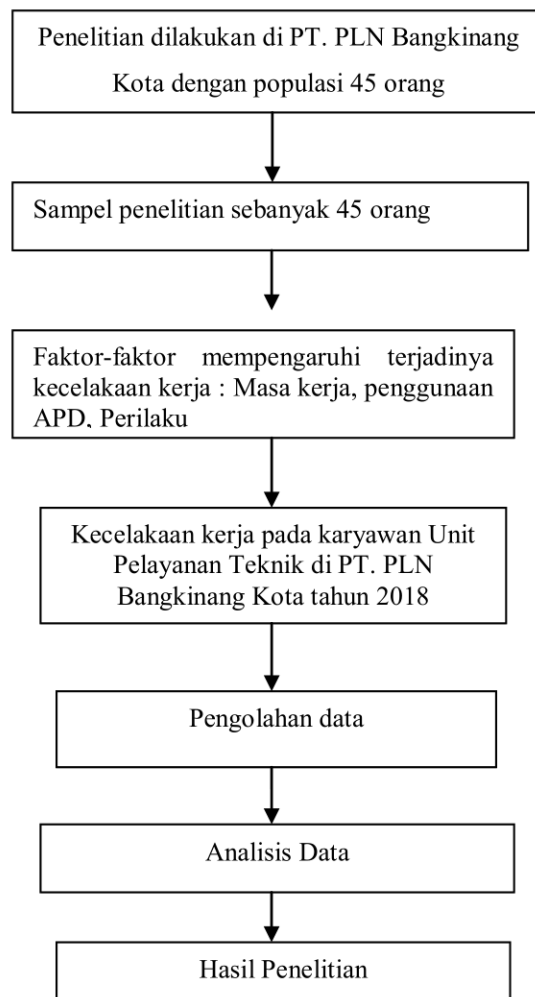 Penelitian dilakukan di PT. PLN Bangkinang
Kota dengan populasi 45 orang
Sampel penelitian sebanyak 45 orang
Faktor-faktor mempengaruhi terjadinya
kecelakaan kerja : Masa kerja, penggunaan
APD, Perilaku
Kecelakaan kerja pada karyawan Unit
Pelayanan Teknik di PT. PLN
Bangkinang Kota tahun 2018
Pengolahan data
Analisis Data
Hasil Penelitian